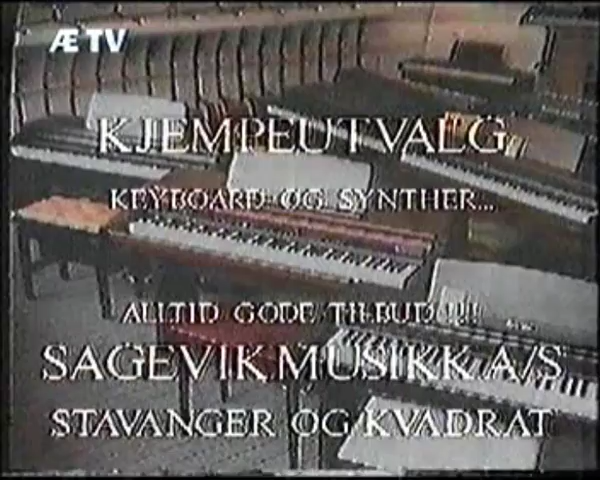 ÆTV
KJEMPEUTVALG
KEYBOARD OG SYNTHER...
ALLTID GODE TILBUD !!!!
SAGEVIK MUSIKK A/S
STAVANGER OG KVADRAT